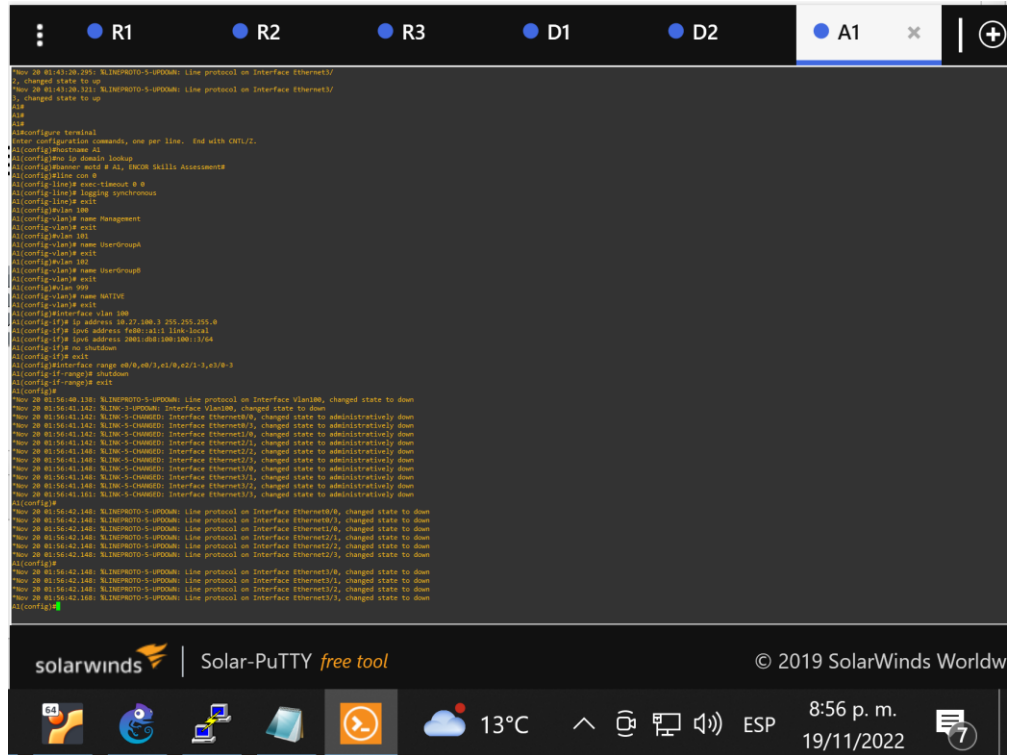 R1 R2 R3 D1 D2 A1
*Nov 20 01:43:20.295: %LINEPROTO-5-UPDOWN: Line protocol on Interface Ethernet3/
2, changed state to up
*Nov 20 01:43:20.321: %LINEPROTO-5-UPDOWN: Line protocol on Interface Ethernet3/
3, changed state to up
A1#
A1#
A1#
A1#configure terminal
Enter configuration commands, one per line.  End with CNTL/Z.
A1(config)#hostname A1
A1(config)#no ip domain lookup
A1(config)#banner motd # A1, ENCOR Skills Assessment#
A1(config)#line con 0
A1(config-line)# exec-timeout 0 0
A1(config-line)# logging synchronous
A1(config-line)# exit
A1(config)#vlan 100
A1(config-vlan)# name Management
A1(config-vlan)# exit
A1(config)#vlan 101
A1(config-vlan)# name UserGroupA
A1(config-vlan)# exit
A1(config)#vlan 102
A1(config-vlan)# name UserGroupB
A1(config-vlan)# exit
A1(config)#vlan 999
A1(config-vlan)# name NATIVE
A1(config-vlan)# exit
A1(config)#interface vlan 100
A1(config-if)# ip address 10.27.100.3 255.255.255.0
A1(config-if)# ipv6 address fe80::a1:1 link-local
A1(config-if)# ipv6 address 2001:db8:100:100::3/64
A1(config-if)# no shutdown
A1(config-if)# exit
A1(config)#interface range e0/0,e0/3,e1/0,e2/1-3,e3/0-3
A1(config-if-range)# shutdown
A1(config-if-range)# exit
A1(config)#
*Nov 20 01:56:40.138: %LINEPROTO-5-UPDOWN: Line protocol on Interface Vlan100, changed state to down
*Nov 20 01:56:41.142: %LINK-3-UPDOWN: Interface Vlan100, changed state to down
*Nov 20 01:56:41.142: %LINK-5-CHANGED: Interface Ethernet0/0, changed state to administratively down
*Nov 20 01:56:41.142: %LINK-5-CHANGED: Interface Ethernet0/3, changed state to administratively down
*Nov 20 01:56:41.142: %LINK-5-CHANGED: Interface Ethernet1/0, changed state to administratively down
*Nov 20 01:56:41.142: %LINK-5-CHANGED: Interface Ethernet2/1, changed state to administratively down
*Nov 20 01:56:41.148: %LINK-5-CHANGED: Interface Ethernet2/2, changed state to administratively down
*Nov 20 01:56:41.148: %LINK-5-CHANGED: Interface Ethernet2/3, changed state to administratively down
*Nov 20 01:56:41.148: %LINK-5-CHANGED: Interface Ethernet3/0, changed state to administratively down
*Nov 20 01:56:41.148: %LINK-5-CHANGED: Interface Ethernet3/1, changed state to administratively down
*Nov 20 01:56:41.148: %LINK-5-CHANGED: Interface Ethernet3/2, changed state to administratively down
*Nov 20 01:56:41.161: %LINK-5-CHANGED: Interface Ethernet3/3, changed state to administratively down
A1(config)#
*Nov 20 01:56:42.148: %LINEPROTO-5-UPDOWN: Line protocol on Interface Ethernet0/0, changed state to down
*Nov 20 01:56:42.148: %LINEPROTO-5-UPDOWN: Line protocol on Interface Ethernet0/3, changed state to down
*Nov 20 01:56:42.148: %LINEPROTO-5-UPDOWN: Line protocol on Interface Ethernet1/0, changed state to down
*Nov 20 01:56:42.148: %LINEPROTO-5-UPDOWN: Line protocol on Interface Ethernet2/1, changed state to down
*Nov 20 01:56:42.148: %LINEPROTO-5-UPDOWN: Line protocol on Interface Ethernet2/2, changed state to down
*Nov 20 01:56:42.148: %LINEPROTO-5-UPDOWN: Line protocol on Interface Ethernet2/3, changed state to down
A1(config)#
*Nov 20 01:56:42.148: %LINEPROTO-5-UPDOWN: Line protocol on Interface Ethernet3/0, changed state to down
*Nov 20 01:56:42.148: %LINEPROTO-5-UPDOWN: Line protocol on Interface Ethernet3/1, changed state to down
*Nov 20 01:56:42.148: %LINEPROTO-5-UPDOWN: Line protocol on Interface Ethernet3/2, changed state to down
*Nov 20 01:56:42.168: %LINEPROTO-5-UPDOWN: Line protocol on Interface Ethernet3/3, changed state to down
A1(config)#
solarwinds Solar-PuTTY free tool © 2019 SolarWinds Worldw
64 13°C ESP 8:56 p. m.
19/11/2022 7